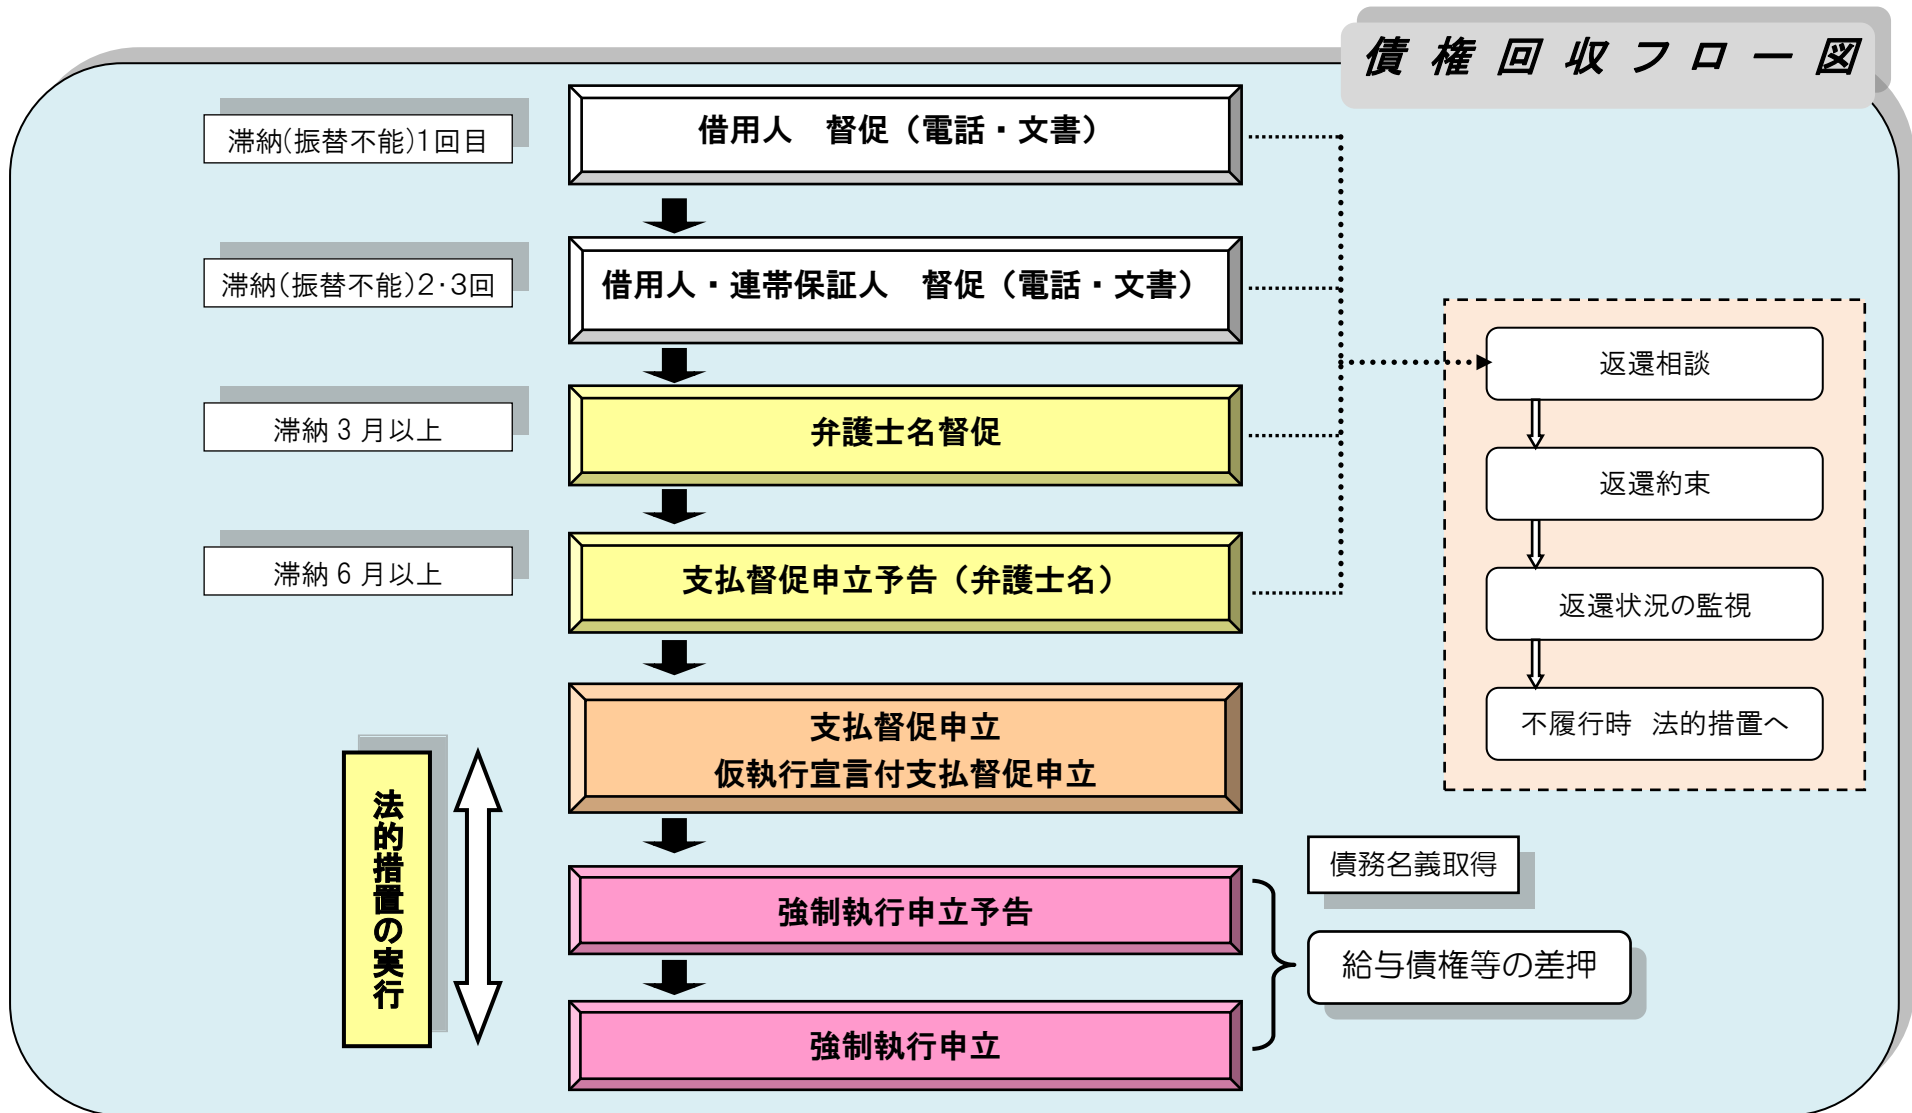 債権回収フロー図
滞納(振替不能)1回目
借用人　督促（電話・文書）
滞納(振替不能)2・3回
借用人・連帯保証人　督促（電話・文書）
滞納3月以上
弁護士名督促
滞納6月以上
支払督促申立予告（弁護士名）
支払督促申立
仮執行宣言付支払督促申立
法的措置の実行
強制執行申立予告
強制執行申立
返還相談
返還約束
返還状況の監視
不履行時　法的措置へ
債務名義取得
給与債権等の差押